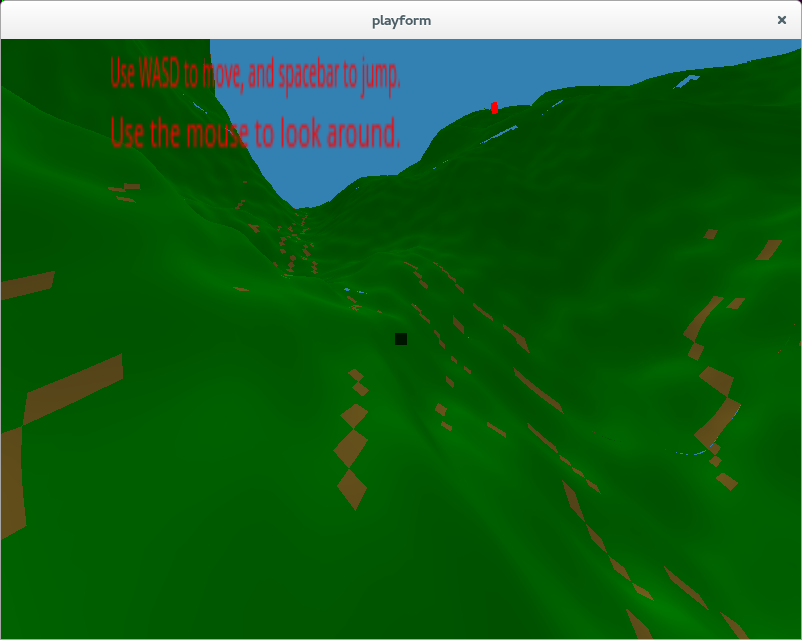 playform
Use WASD to move, and spacebar to jump.
Use the mouse to look around.